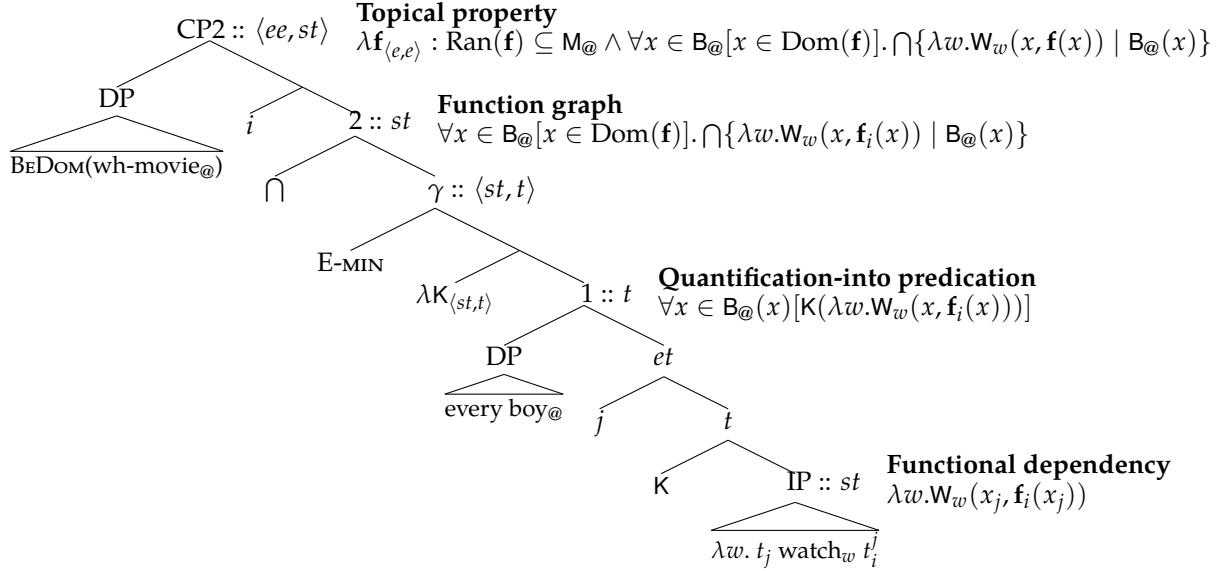 CP2 :: ⟨ee, st⟩
Topical property
λf⟨e,e⟩ : Ran(f) ⊆ M@ ∧ ∀x ∈ B@[x ∈ Dom(f)].⋂{λw.Ww(x, f(x)) | B@(x)}
DP
BeDom(wh-movie@)
i
2 :: st
Function graph
∀x ∈ B@[x ∈ Dom(f)].⋂{λw.Ww(x, fi(x)) | B@(x)}
⋂
γ :: ⟨st, t⟩
E-min
λK⟨st,t⟩
1 :: t
Quantification-into predication
∀x ∈ B@(x)[K(λw.Ww(x, fi(x)))]
DP
every boy@
et
j
t
K
IP :: st
Functional dependency
λw.Ww(xj, fi(xj))
λw. tj watchw tij